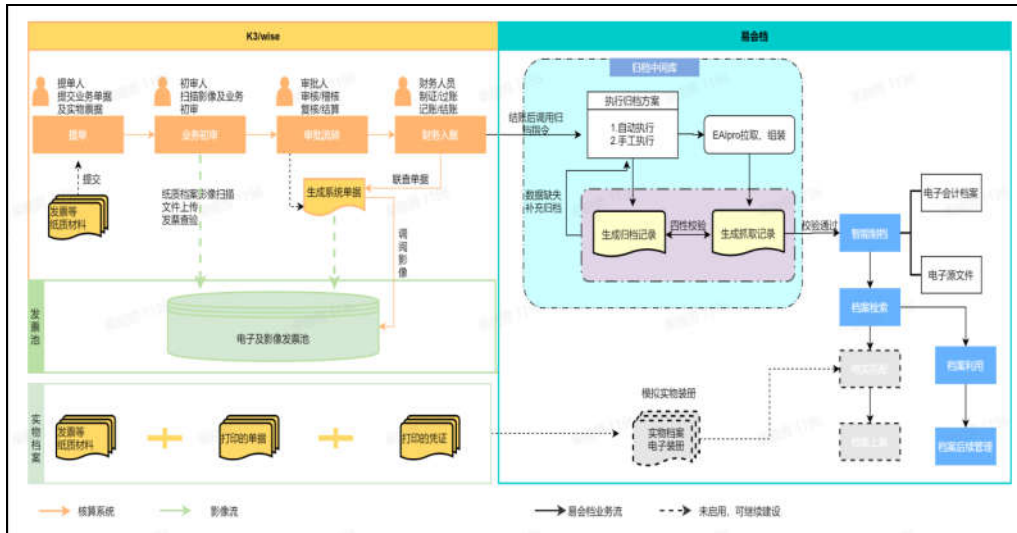 K3/wise
易会档
提单人
提交业务单据
及实物票据
初审人
扫描影像及业务
初审
审批人
审核/稽核
复核/结算
财务人员
制证/过账
记账/结账
提单
业务初审
审批流转
财务入账
提交
发票等
纸质材料
纸质档案影像扫描
文件上传
发票查验
生成系统单据
联查单据
调阅影像
结账后调用归
档指令
归档中间库
执行归档方案
1.自动执行
2.手工执行
EAIpro拉取、组装
数据缺失
补充归档
生成归档记录
四性校验
生成抓取记录
校验通过
智能制档
电子会计档案
电子源文件
档案检索
档案利用
档案后续管理
发票池
电子及影像发票池
实物档案
发票等
纸质材料
打印的单据
打印的凭证
模拟实物装册
实物档案
电子装册
档案上架
核算系统
影像流
易会档业务流
未启用、可继续建设